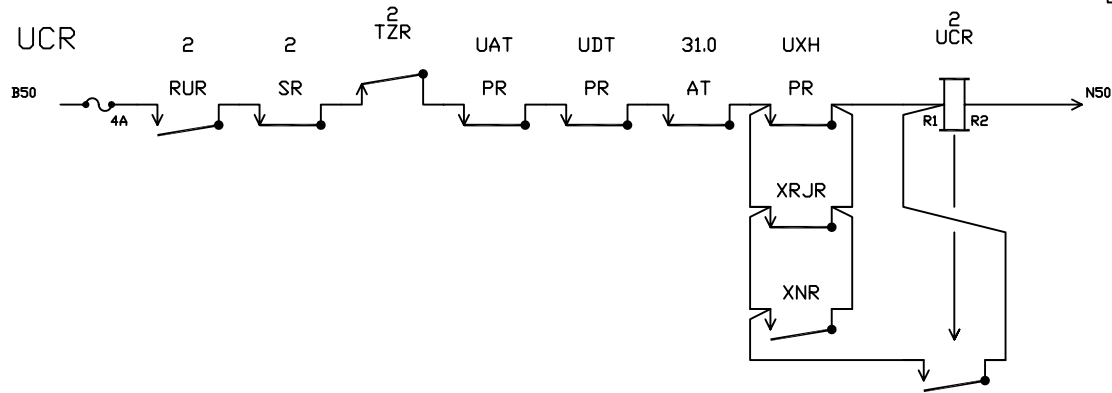 UCR
2 2 2 UAT UDT 31.0 UXH 2
RUR SR TZR PR PR AT PR UCR
B50 4A R1 R2 N50
XRJR
XNR